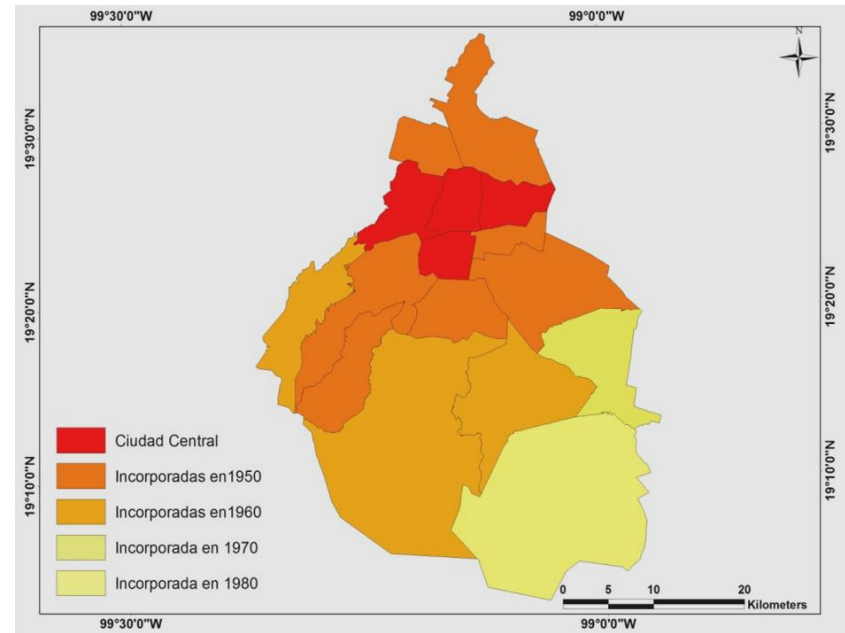 99°30'0"W
99°0'0"W
N
19°30'0"N
19°30'0"N
19°20'0"N
19°20'0"N
19°10'0"N
19°10'0"N
Ciudad Central
Incorporadas en1950
Incorporadas en1960
Incorporada en 1970
Incorporada en 1980
0 5 10 20
Kilometers
99°30'0"W
99°0'0"W